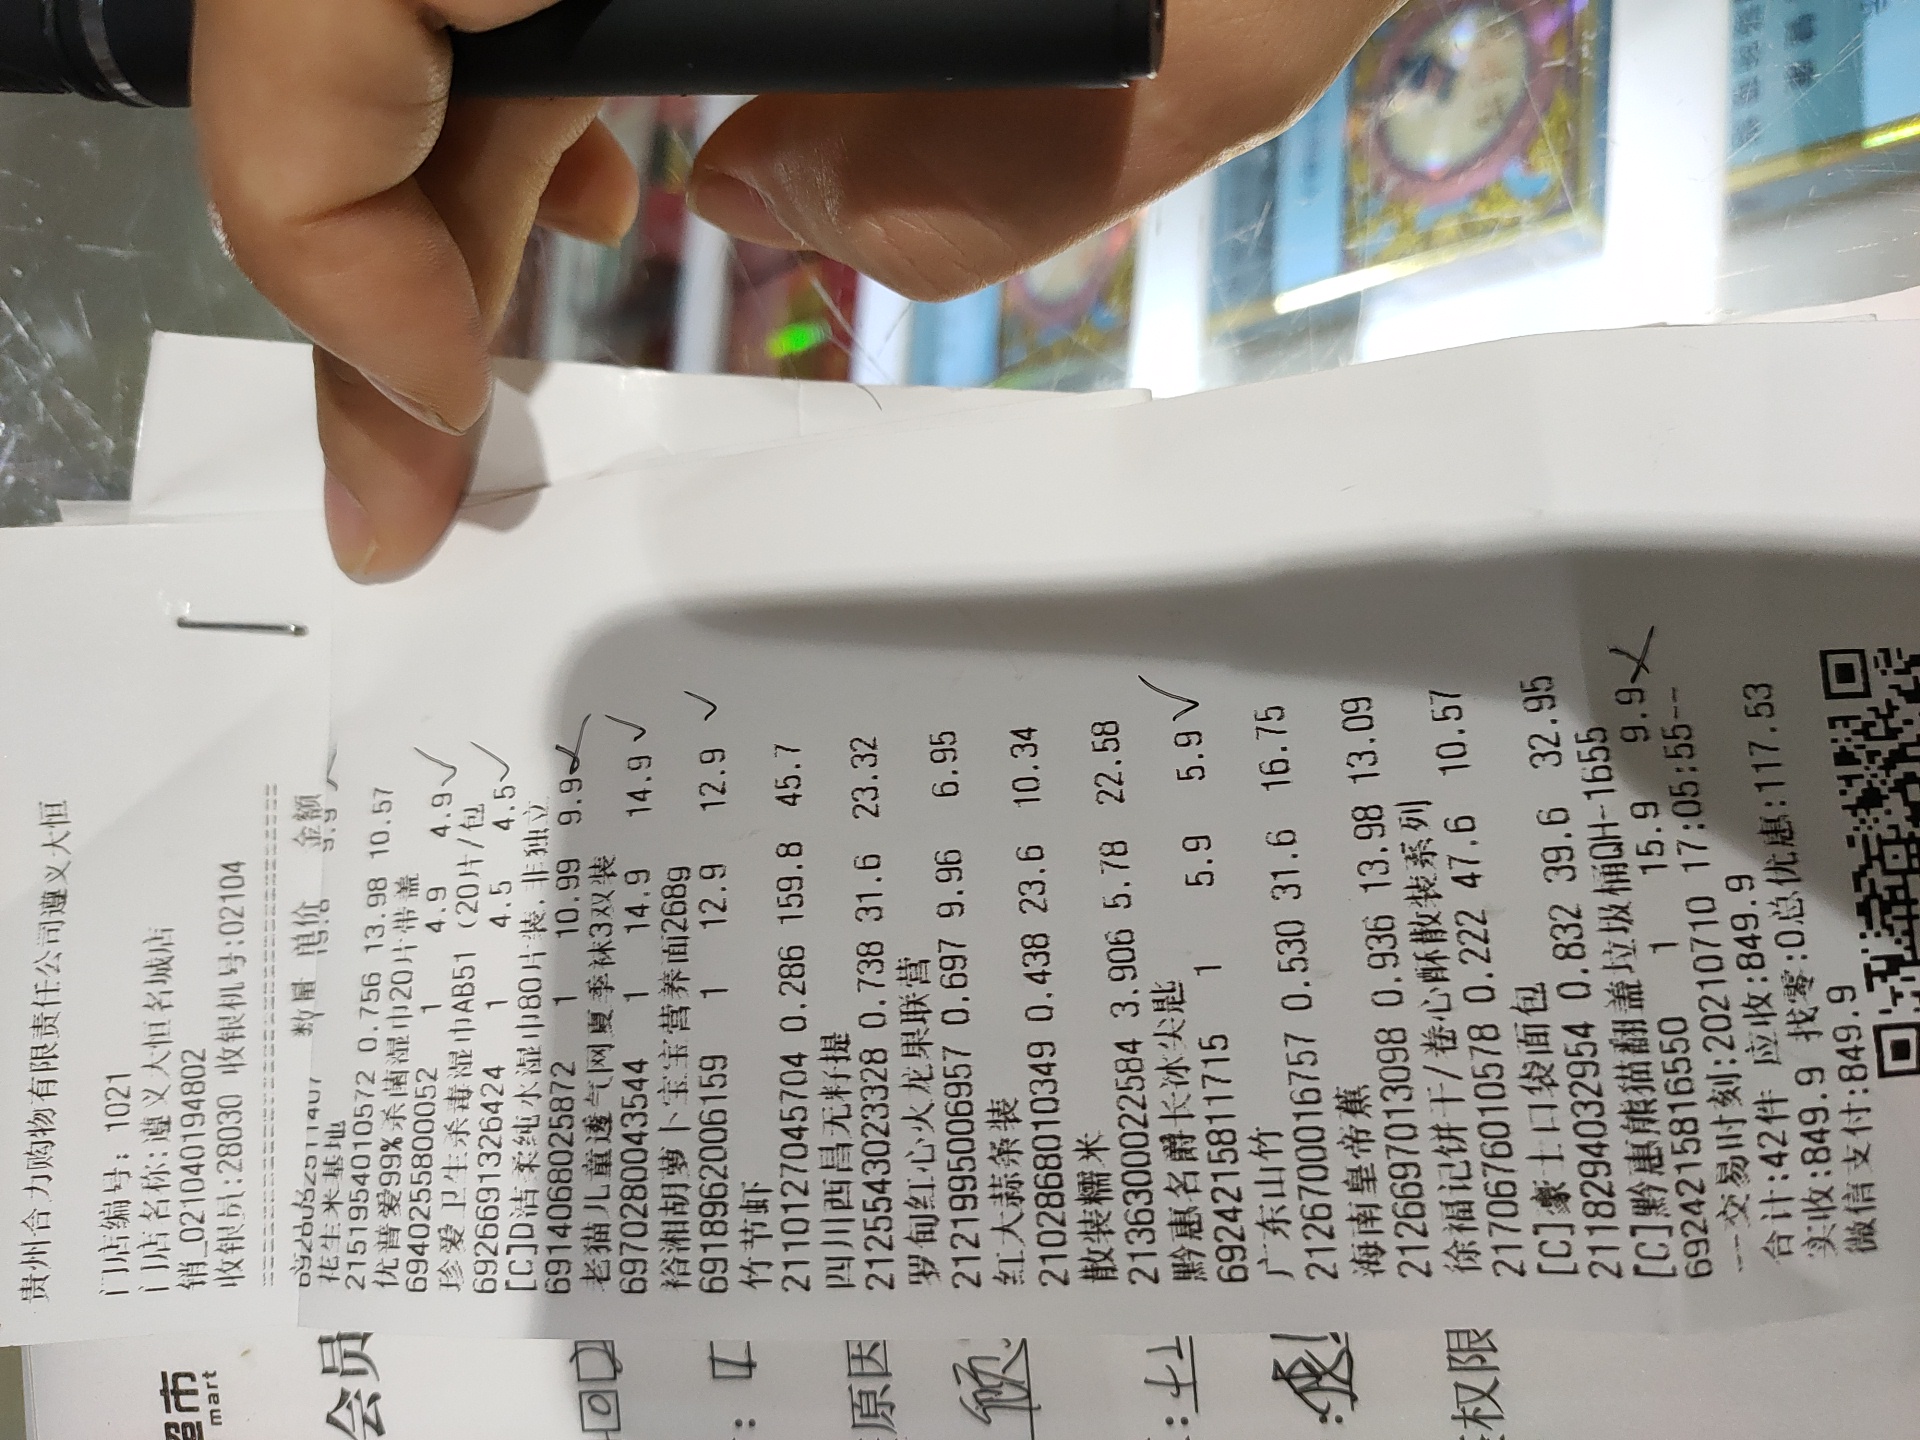 贵州合力购物有限责任公司遵义大恒
门店编号: 1021
门店名称:遵义大恒名城店
销_0210401948​02
收银员:280030 收银机号:02104
数量 单价 金额
花生米基地
2151954010572 0.756 13.98 10.57
优普爱99%杀菌湿巾20片带盖
6940255800052 1 4.9 4.9
珍爱卫生杀毒湿巾AB51（20片/包
6926691326424 1 4.5 4.5
[C]D洁柔纯水湿巾80片装,非独立
6914068025872 1 10.99 9.9
老猫儿童透气网夏季袜3双装
6970280043544 1 14.9 14.9
裕湘胡萝卜宝宝营养面268g
6918962006159 1 12.9 12.9
竹节虾
2110127045704 0.286 159.8 45.7
四川西昌无籽提
2125543023328 0.738 31.6 23.32
罗甸红心火龙果联营
2121995006957 0.697 9.96 6.95
红大蒜条装
2102868010349 0.438 23.6 10.34
散装糯米
2136300022584 3.906 5.78 22.58
黔惠名爵长冰尖匙
6924215811715 1 5.9 5.9
广东山竹
2126700016757 0.530 31.6 16.75
海南皇帝蕉
2126697013098 0.936 13.98 13.09
徐福记饼干/卷心酥散装系列
2170676010578 0.222 47.6 10.57
[C]豪士口袋面包
2118294032954 0.832 39.6 32.95
[C]黔惠熊猫翻盖垃圾桶QH-1655
6924215816550 1 15.9 9.9
---交易时刻:20210710 17:05:55--
合计:42件 应收:849.9
实收:849.9 找零:0总优惠:117.53
微信支付:849.9
超市
mart
会员
原因
权限